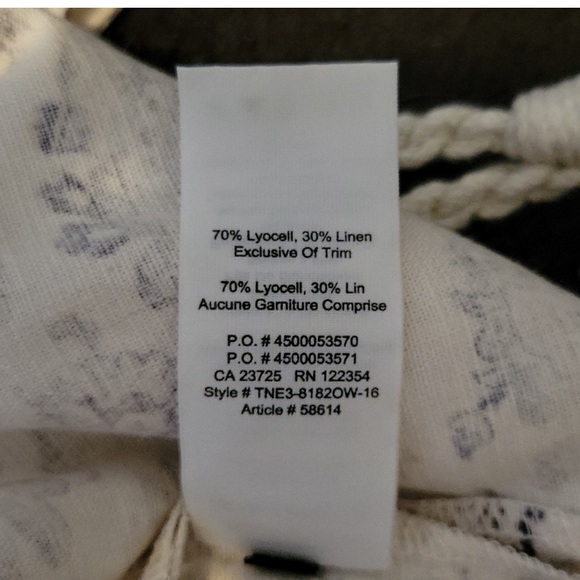 70% Lyocell, 30% Linen
Exclusive Of Trim
70% Lyocell, 30% Lin
Aucune Garniture Comprise
P.O. # 4500053570
P.O. # 4500053571
CA 23725 RN 122354
Style # TNE3-8182OW-16
Article # 58614